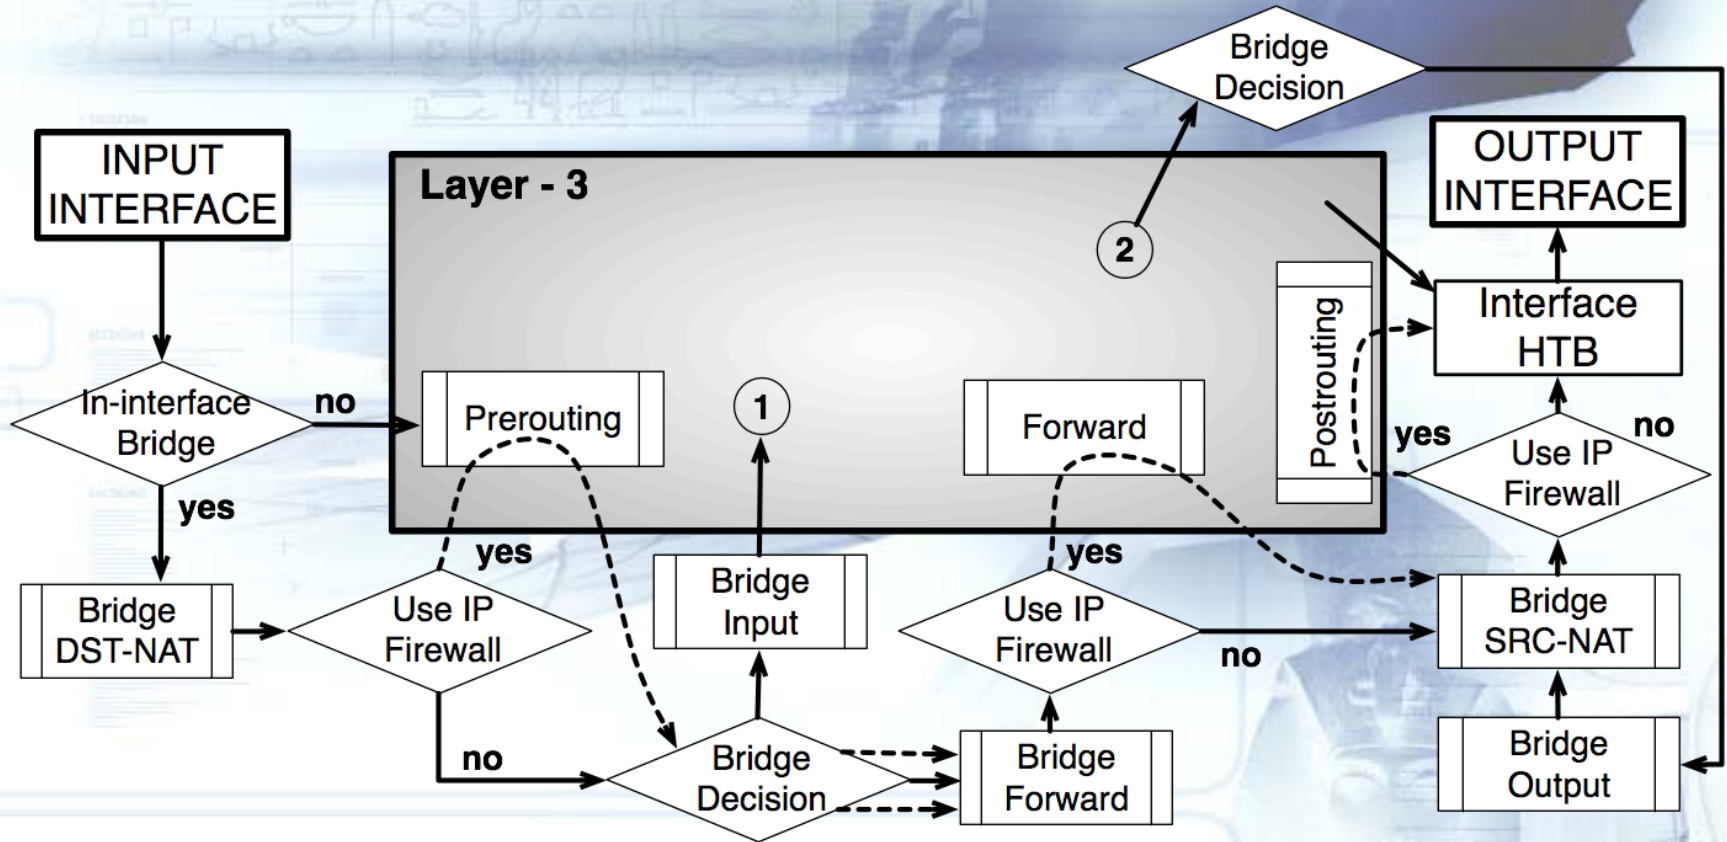 Bridge
Decision
INPUT
INTERFACE
Layer - 3
OUTPUT
INTERFACE
2
Interface
HTB
In-interface
Bridge
no
Prerouting
1
Forward
Postrouting
yes
no
Use IP
Firewall
yes
yes
yes
Bridge
DST-NAT
Use IP
Firewall
Bridge
Input
Use IP
Firewall
no
Bridge
SRC-NAT
no
Bridge
Decision
Bridge
Forward
Bridge
Output